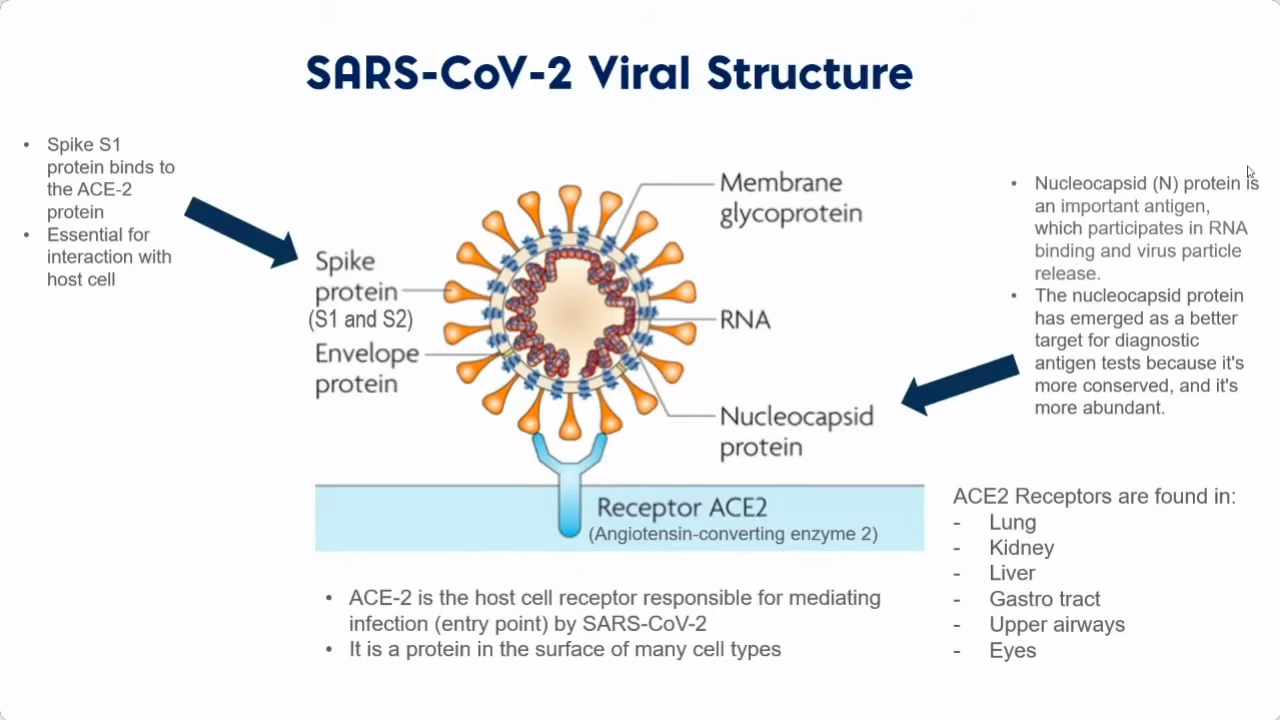 SARS-CoV-2 Viral Structure
• Spike S1
protein binds to
the ACE-2
protein
• Essential for
interaction with
host cell
Spike
protein
(S1 and S2)
Envelope
protein
Membrane
glycoprotein
RNA
Nucleocapsid
protein
Receptor ACE2
(Angiotensin-converting enzyme 2)
• Nucleocapsid (N) protein is
an important antigen,
which participates in RNA
binding and virus particle
release.
• The nucleocapsid protein
has emerged as a better
target for diagnostic
antigen tests because it's
more conserved, and it's
more abundant.
ACE2 Receptors are found in:
- Lung
- Kidney
- Liver
- Gastro tract
- Upper airways
- Eyes
• ACE-2 is the host cell receptor responsible for mediating
infection (entry point) by SARS-CoV-2
• It is a protein in the surface of many cell types